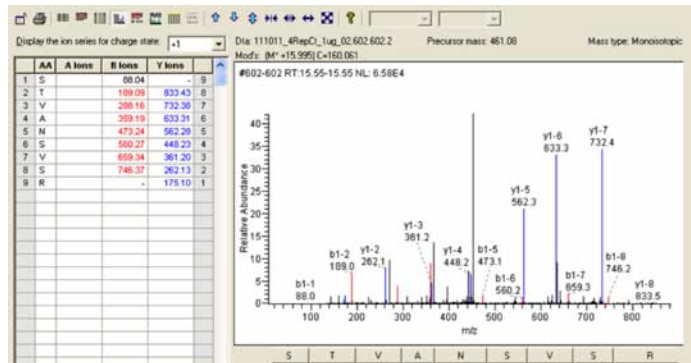 Display the ion series for charge state: +1
Dta: 111011_4RepCt_1ug_02.602.602.2 Precursor mass: 461.08 Mass type: Monoisotopic
Mod's: (M* +15.995) C=160.061
AA A Ions B Ions Y Ions
1 S 88.04 - 9
2 T 189.09 833.43 8
3 V 288.16 732.38 7
4 A 359.19 633.31 6
5 N 473.24 562.28 5
6 S 560.27 448.23 4
7 V 659.34 361.20 3
8 S 746.37 262.13 2
9 R - 175.10 1
#602-602 RT:15.55-15.55 NL: 6.58E4
Relative Abundance
40
35
30
25
20
15
10
5
0
b1-1
88.0
b1-2
189.0
y1-2
262.1
y1-3
361.2
y1-4
448.2
b1-5
473.1
y1-5
562.3
b1-6
560.2
y1-6
633.3
b1-7
659.3
y1-7
732.4
b1-8
746.2
y1-8
833.5
100 200 300 400 500 600 700 800
m/z
S T V A N S V S R